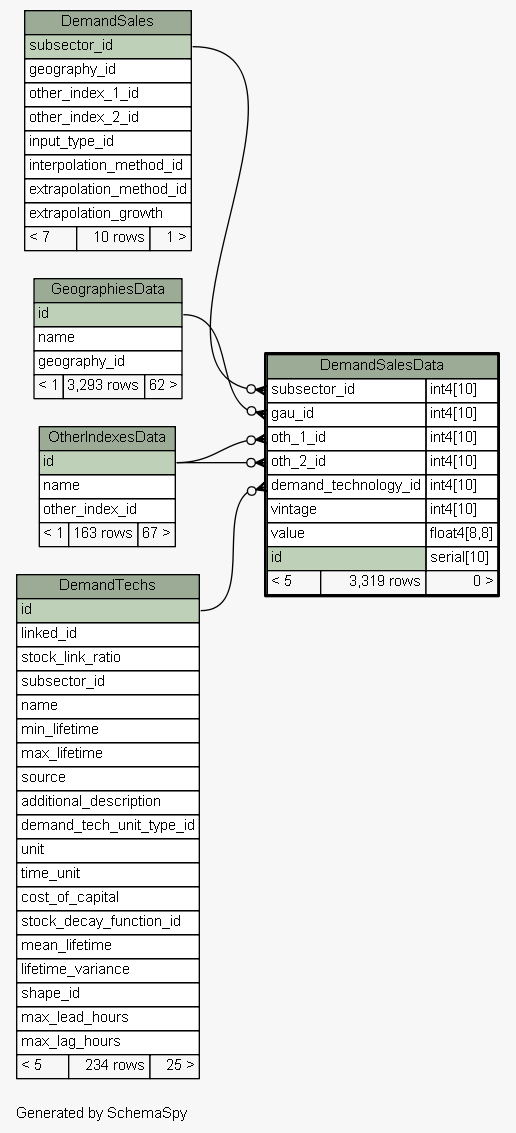 DemandSales
subsector_id
geography_id
other_index_1_id
other_index_2_id
input_type_id
interpolation_method_id
extrapolation_method_id
extrapolation_growth
< 7 10 rows 1 >
GeographiesData
id
name
geography_id
< 1 3,293 rows 62 >
OtherIndexesData
id
name
other_index_id
< 1 163 rows 67 >
DemandTechs
id
linked_id
stock_link_ratio
subsector_id
name
min_lifetime
max_lifetime
source
additional_description
demand_tech_unit_type_id
unit
time_unit
cost_of_capital
stock_decay_function_id
mean_lifetime
lifetime_variance
shape_id
max_lead_hours
max_lag_hours
< 5 234 rows 25 >
DemandSalesData
subsector_id int4[10]
gau_id int4[10]
oth_1_id int4[10]
oth_2_id int4[10]
demand_technology_id int4[10]
vintage int4[10]
value float4[8,8]
id serial[10]
< 5 3,319 rows 0 >
Generated by SchemaSpy